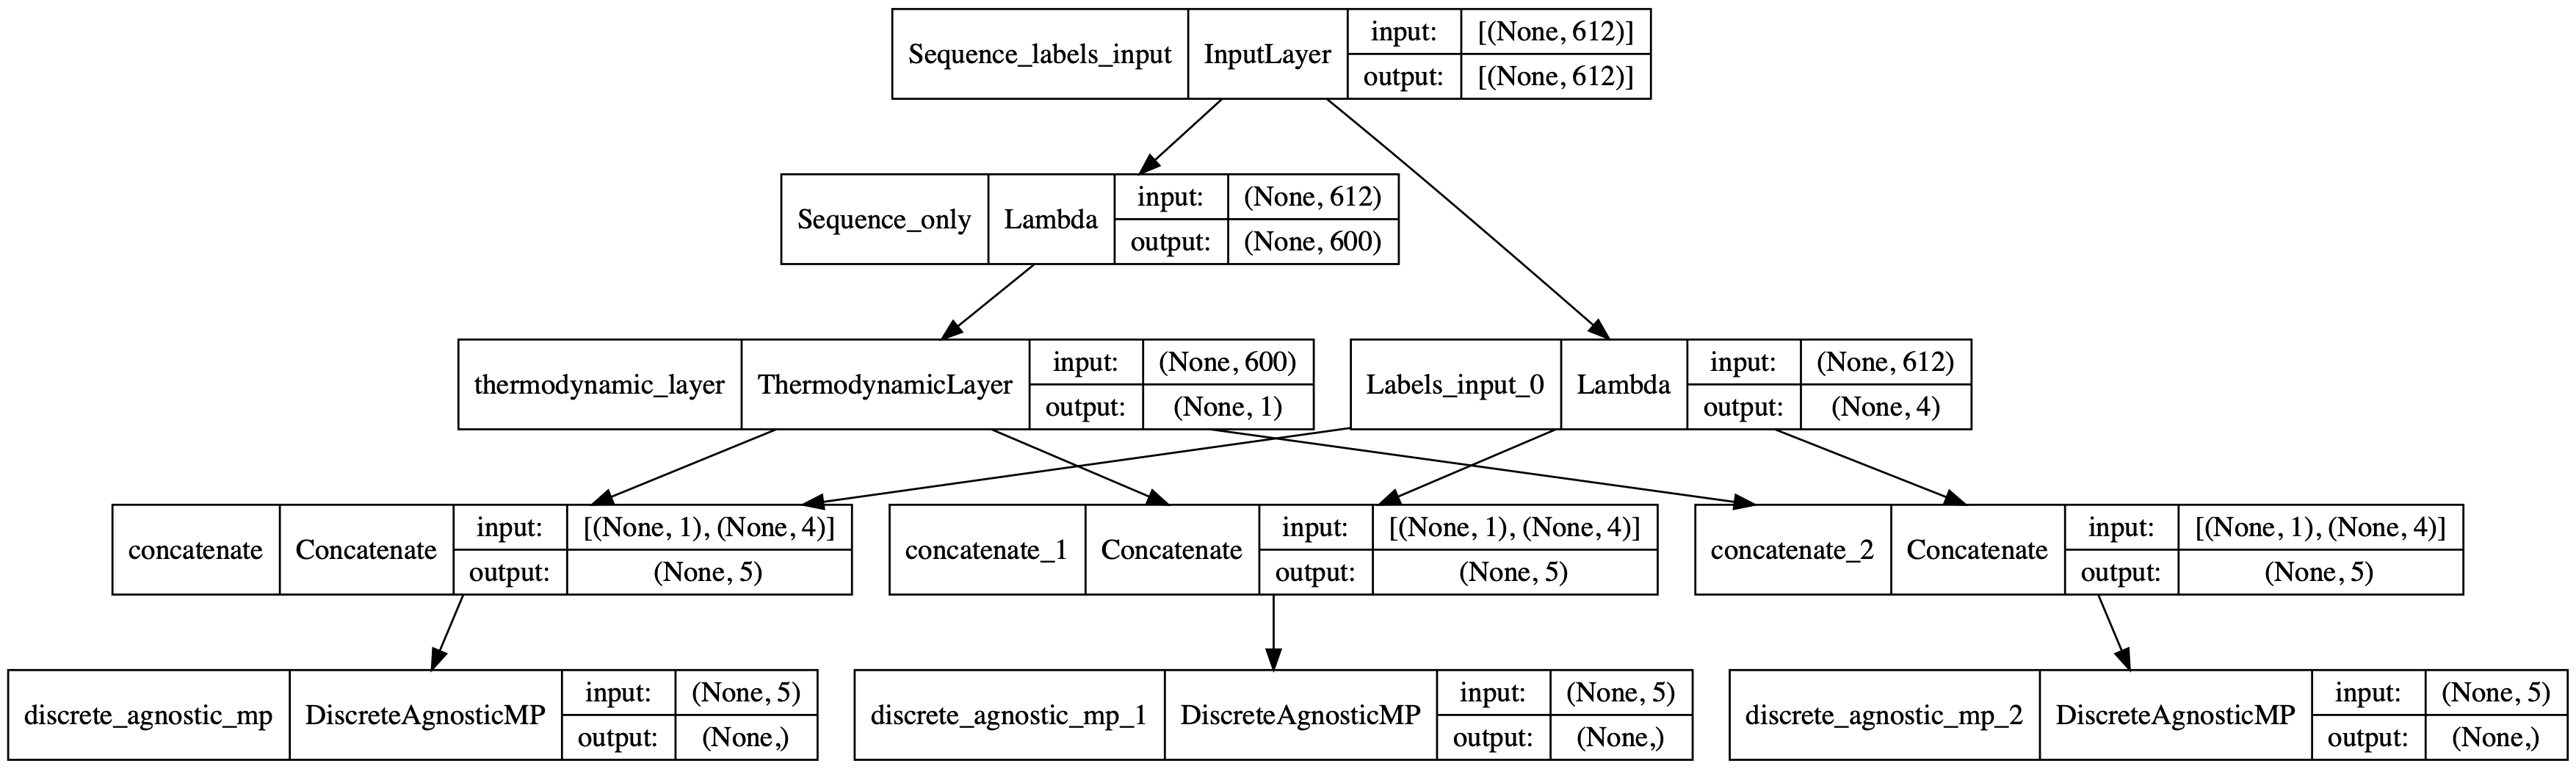 Sequence_labels_input InputLayer input: [(None, 612)]
output: [(None, 612)]
Sequence_only Lambda input: (None, 612)
output: (None, 600)
thermodynamic_layer ThermodynamicLayer input: (None, 600)
output: (None, 1)
Labels_input_0 Lambda input: (None, 612)
output: (None, 4)
concatenate Concatenate input: [(None, 1), (None, 4)]
output: (None, 5)
concatenate_1 Concatenate input: [(None, 1), (None, 4)]
output: (None, 5)
concatenate_2 Concatenate input: [(None, 1), (None, 4)]
output: (None, 5)
discrete_agnostic_mp DiscreteAgnosticMP input: (None, 5)
output: (None,)
discrete_agnostic_mp_1 DiscreteAgnosticMP input: (None, 5)
output: (None,)
discrete_agnostic_mp_2 DiscreteAgnosticMP input: (None, 5)
output: (None,)